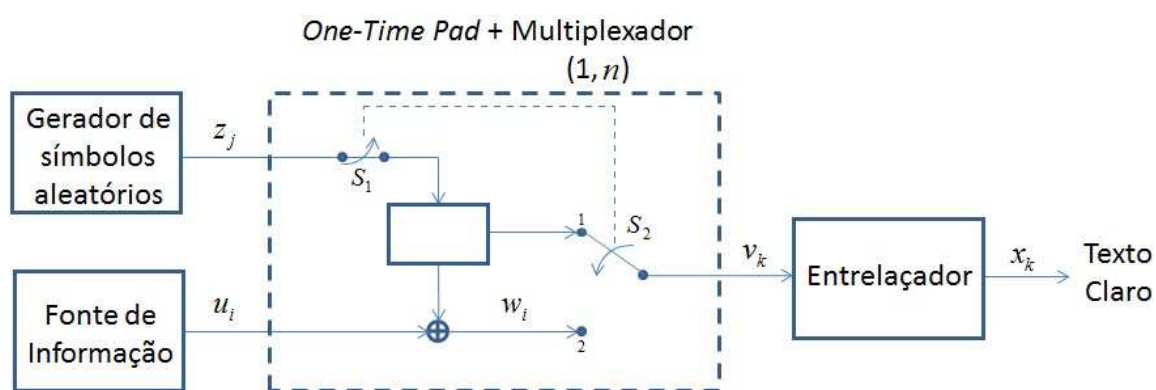 One-Time Pad + Multiplexador
(1, n)
Gerador de
símbolos
aleatórios
z_j
S_1
1
S_2
v_k
Entrelaçador
x_k
Texto
Claro
Fonte de
Informação
u_i
w_i
2